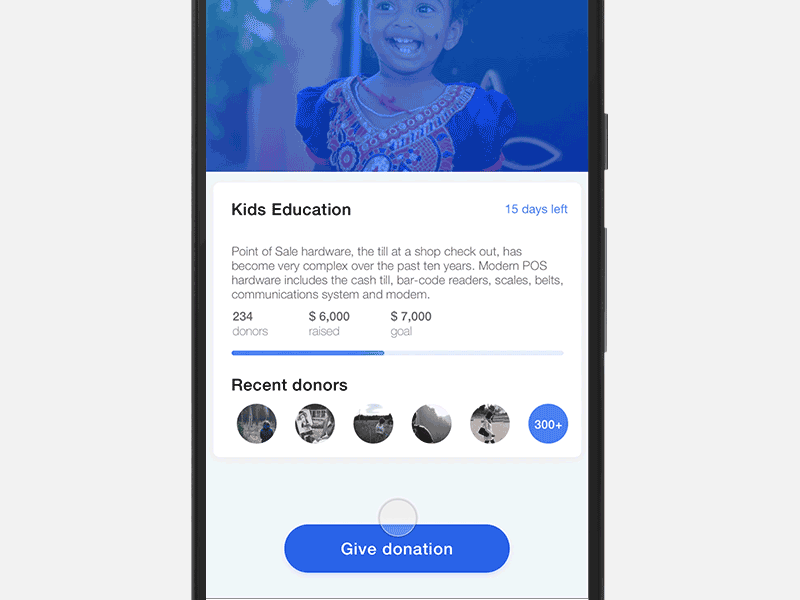 Kids Education
15 days left
Point of Sale hardware, the till at a shop check out, has
become very complex over the past ten years. Modern POS
hardware includes the cash till, bar-code readers, scales, belts,
communications system and modem.
234 $ 6,000 $ 7,000
donors raised goal
Recent donors
300+
Give donation